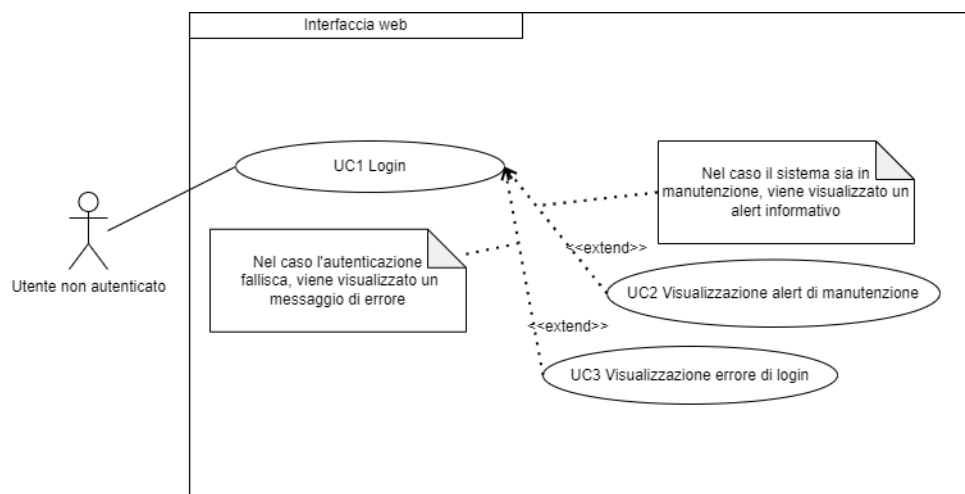 Interfaccia web
UC1 Login
Nel caso il sistema sia in
manutenzione, viene visualizzato un
alert informativo
Utente non autenticato
Nel caso l'autenticazione
fallisca, viene visualizzato un
messaggio di errore
<<extend>>
UC2 Visualizzazione alert di manutenzione
<<extend>>
UC3 Visualizzazione errore di login